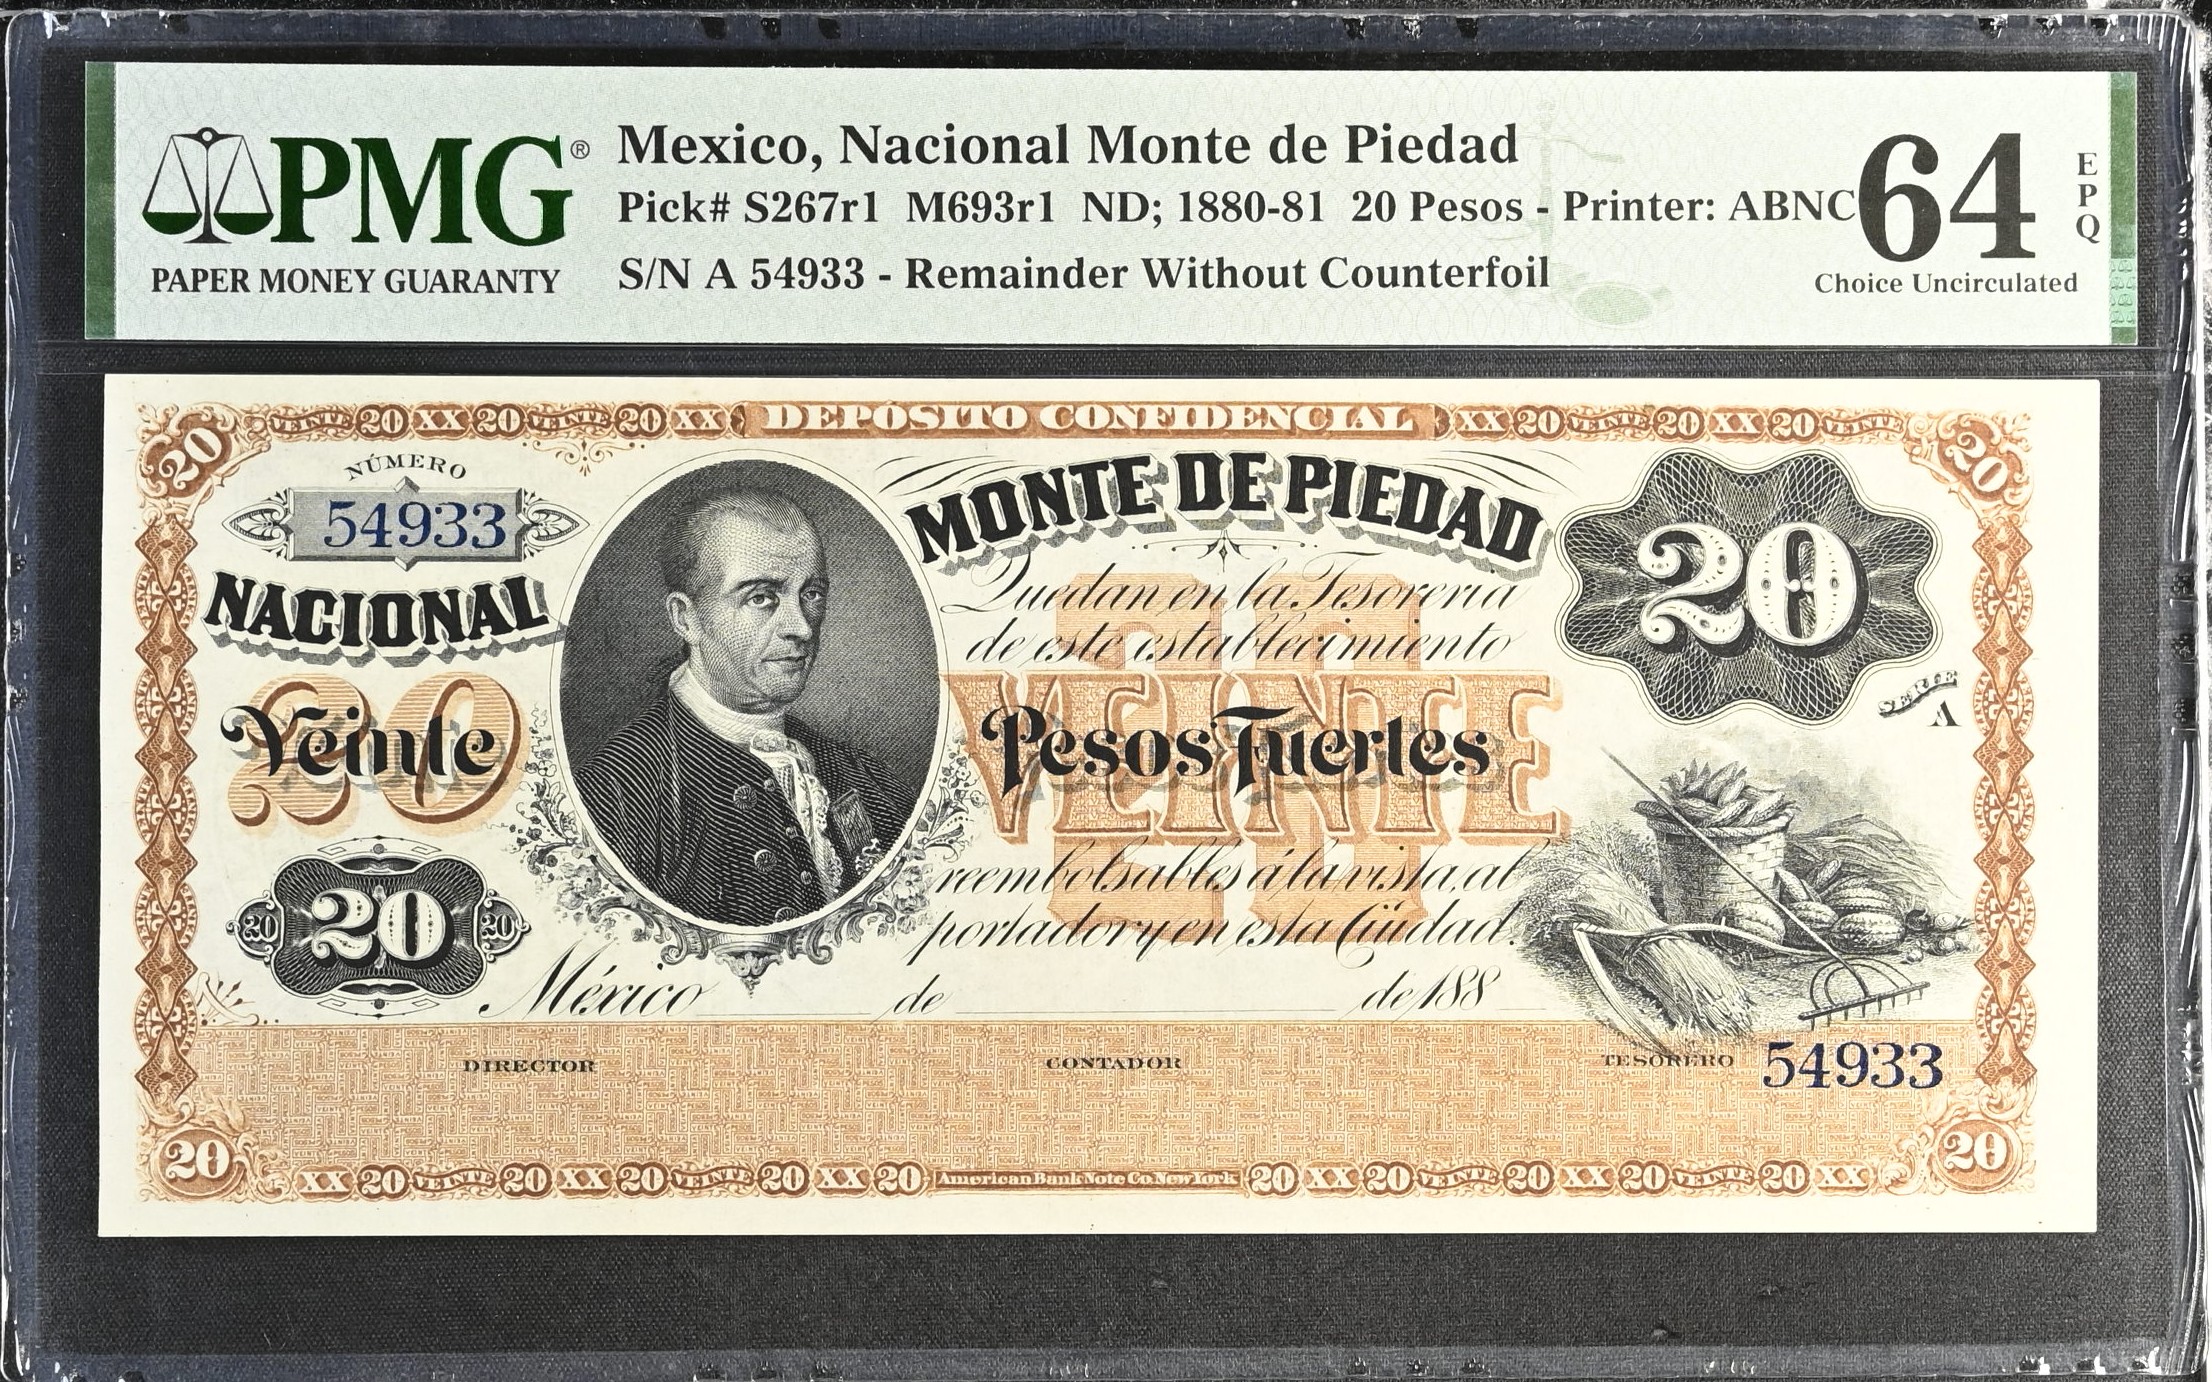 PMG®
PAPER MONEY GUARANTY
Mexico, Nacional Monte de Piedad
Pick# S267r1 M693r1 ND; 1880-81 20 Pesos - Printer: ABNC
S/N A 54933 - Remainder Without Counterfoil
64
EPQ
Choice Uncirculated
20 VEINTE 20 XX 20 VEINTE 20 XX DEPÓSITO CONFIDENCIAL XX 20 VEINTE 20 XX 20 VEINTE 20
NÚMERO
54933
NACIONAL
MONTE DE PIEDAD
20
Quedan en la Tesoreria
de este establecimiento
SERIE
A
20
VEINTE
20
Veinte
Pesos Fuertes
reembolsables á la vista, al
portador y en esta Ciudad.
20 20 20
México de de 188
DIRECTOR
CONTADOR
TESORERO
54933
20 XX 20 VEINTE 20 XX 20 VEINTE 20 XX 20 American Bank Note Co New York 20 XX 20 VEINTE 20 XX 20 VEINTE 20 XX 20